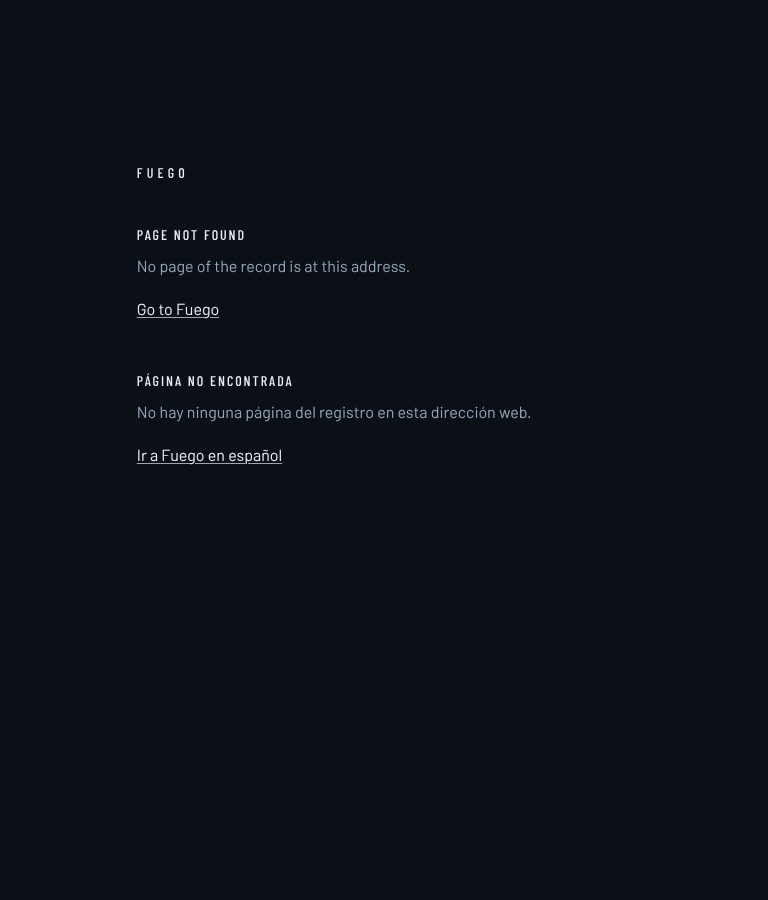 FUEGO
PAGE NOT FOUND
No page of the record is at this address.
Go to Fuego
PÁGINA NO ENCONTRADA
No hay ninguna página del registro en esta dirección web.
Ir a Fuego en español